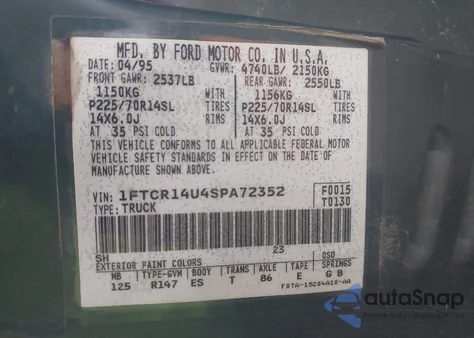 MFD. BY FORD MOTOR CO. IN U.S.A.
DATE: 04/95 GVWR: 4740LB/ 2150KG
FRONT GAWR: 2537LB REAR GAWR: 2550LB
1150KG WITH 1156KG WITH
P225/70R14SL TIRES P225/70R14SL TIRES
14X6.0J RIMS 14X6.0J RIMS
AT 35 PSI COLD AT 35 PSI COLD
THIS VEHICLE CONFORMS TO ALL APPLICABLE FEDERAL MOTOR
VEHICLE SAFETY STANDARDS IN EFFECT ON THE DATE OF
MANUFACTURE SHOWN ABOVE.
VIN: 1FTCR14U4SPA72352 F0015
TYPE: TRUCK T0130
SH 23 DSO
EXTERIOR PAINT COLORS
WB TYPE-GVW BODY TRANS AXLE TAPE SPRINGS
125 R147 ES T 86 E G B
F0TA-15204A10-AA
autoSnap